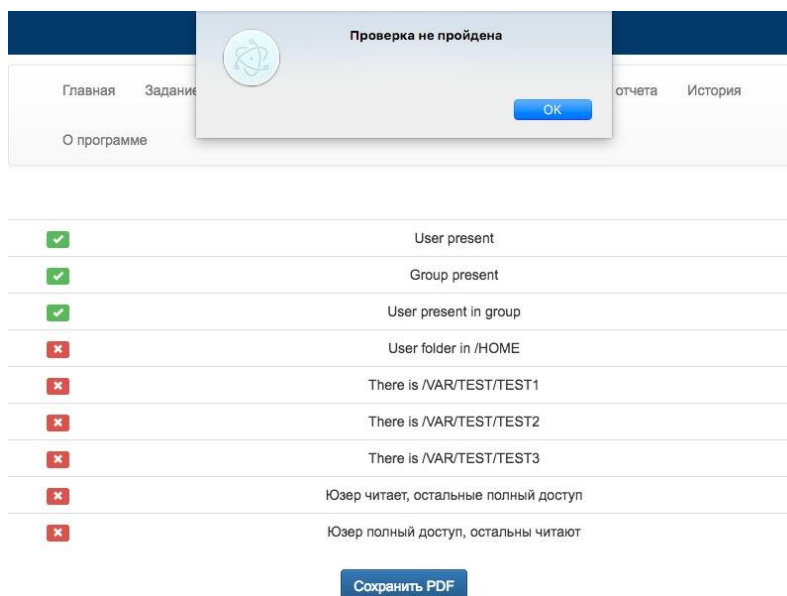 Проверка не пройдена
OK
Главная Задание отчета История
О программе
User present
Group present
User present in group
User folder in /HOME
There is /VAR/TEST/TEST1
There is /VAR/TEST/TEST2
There is /VAR/TEST/TEST3
Юзер читает, остальные полный доступ
Юзер полный доступ, остальны читают
Сохранить PDF